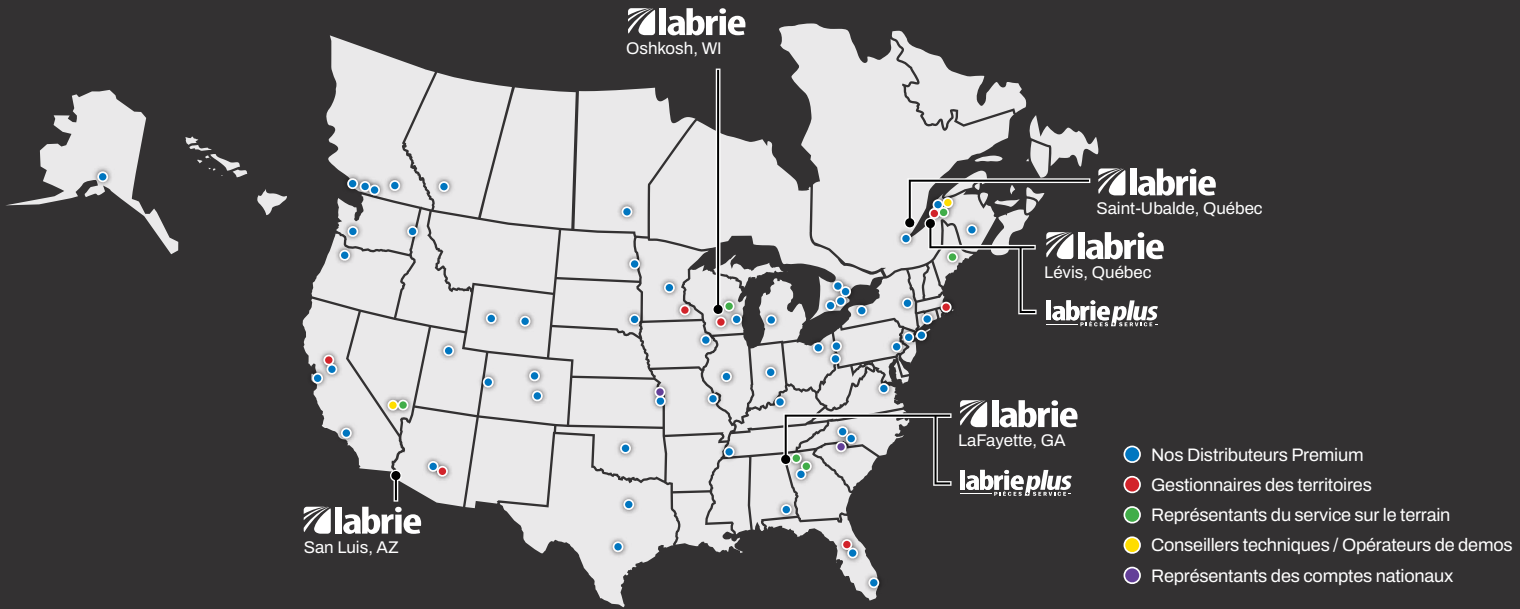 labrie
Oshkosh, WI
labrie
Saint-Ubalde, Québec
labrie
Lévis, Québec
labrieplus
PIÈCES & SERVICE
labrie
LaFayette, GA
labrieplus
PIÈCES & SERVICE
labrie
San Luis, AZ
Nos Distributeurs Premium
Gestionnaires des territoires
Représentants du service sur le terrain
Conseillers techniques / Opérateurs de demos
Représentants des comptes nationaux